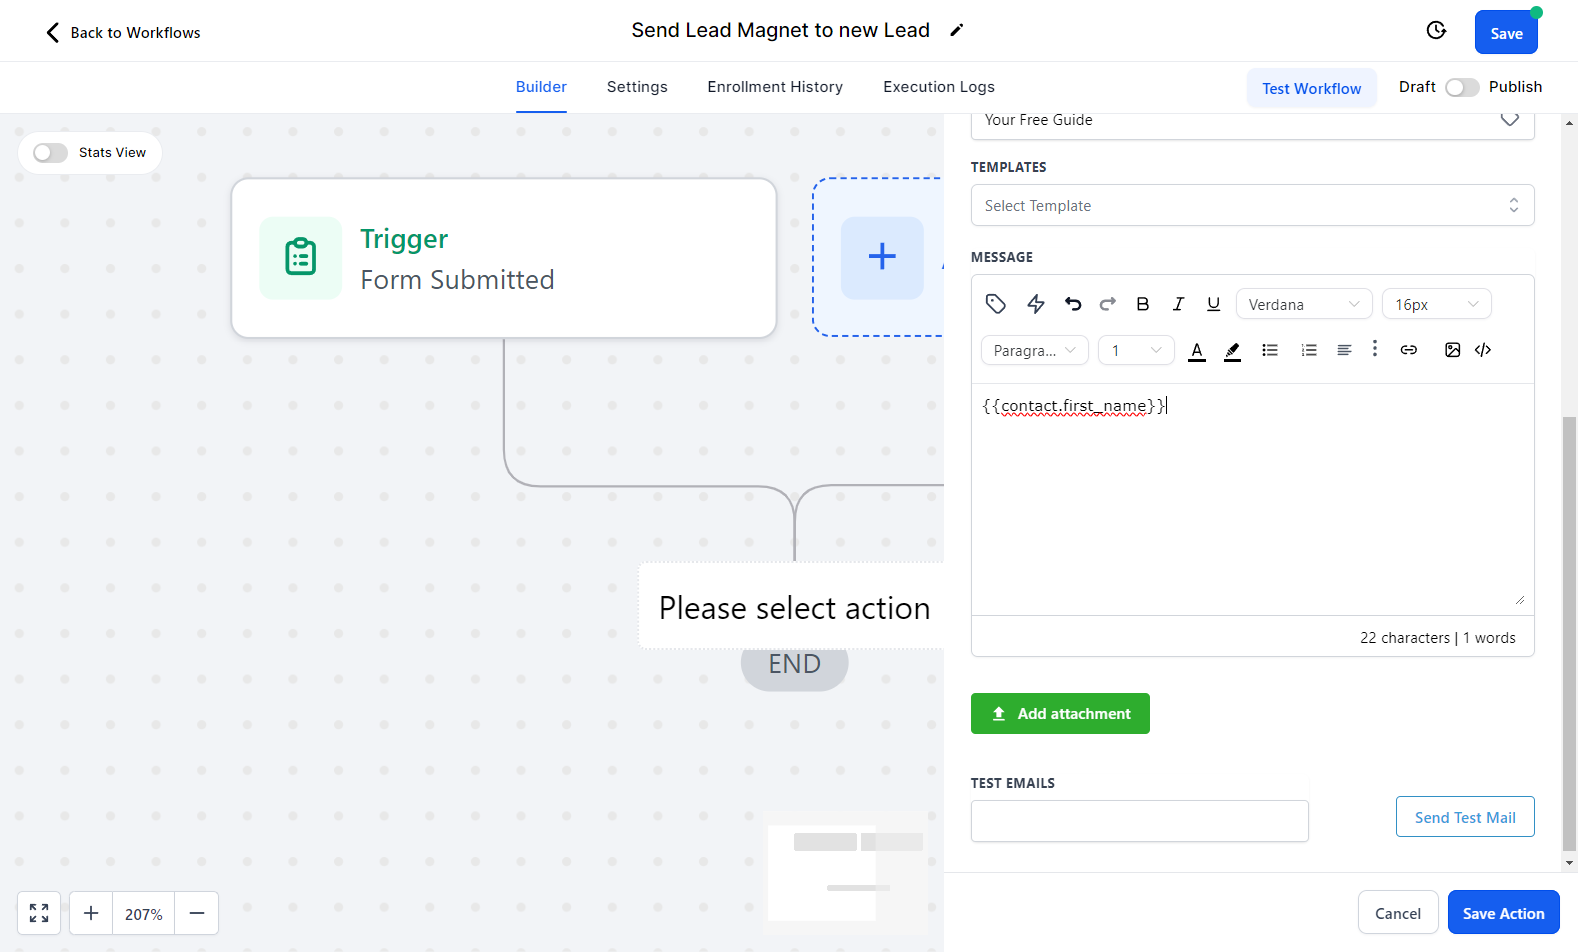 Back to Workflows
Send Lead Magnet to new Lead
Save
Builder
Settings
Enrollment History
Execution Logs
Test Workflow
Draft
Publish
Stats View
Trigger
Form Submitted
Please select action
END
207%
Your Free Guide
TEMPLATES
Select Template
MESSAGE
B
I
U
Verdana
16px
Paragra...
1
A
{{contact.first_name}}
22 characters | 1 words
Add attachment
TEST EMAILS
Send Test Mail
Cancel
Save Action